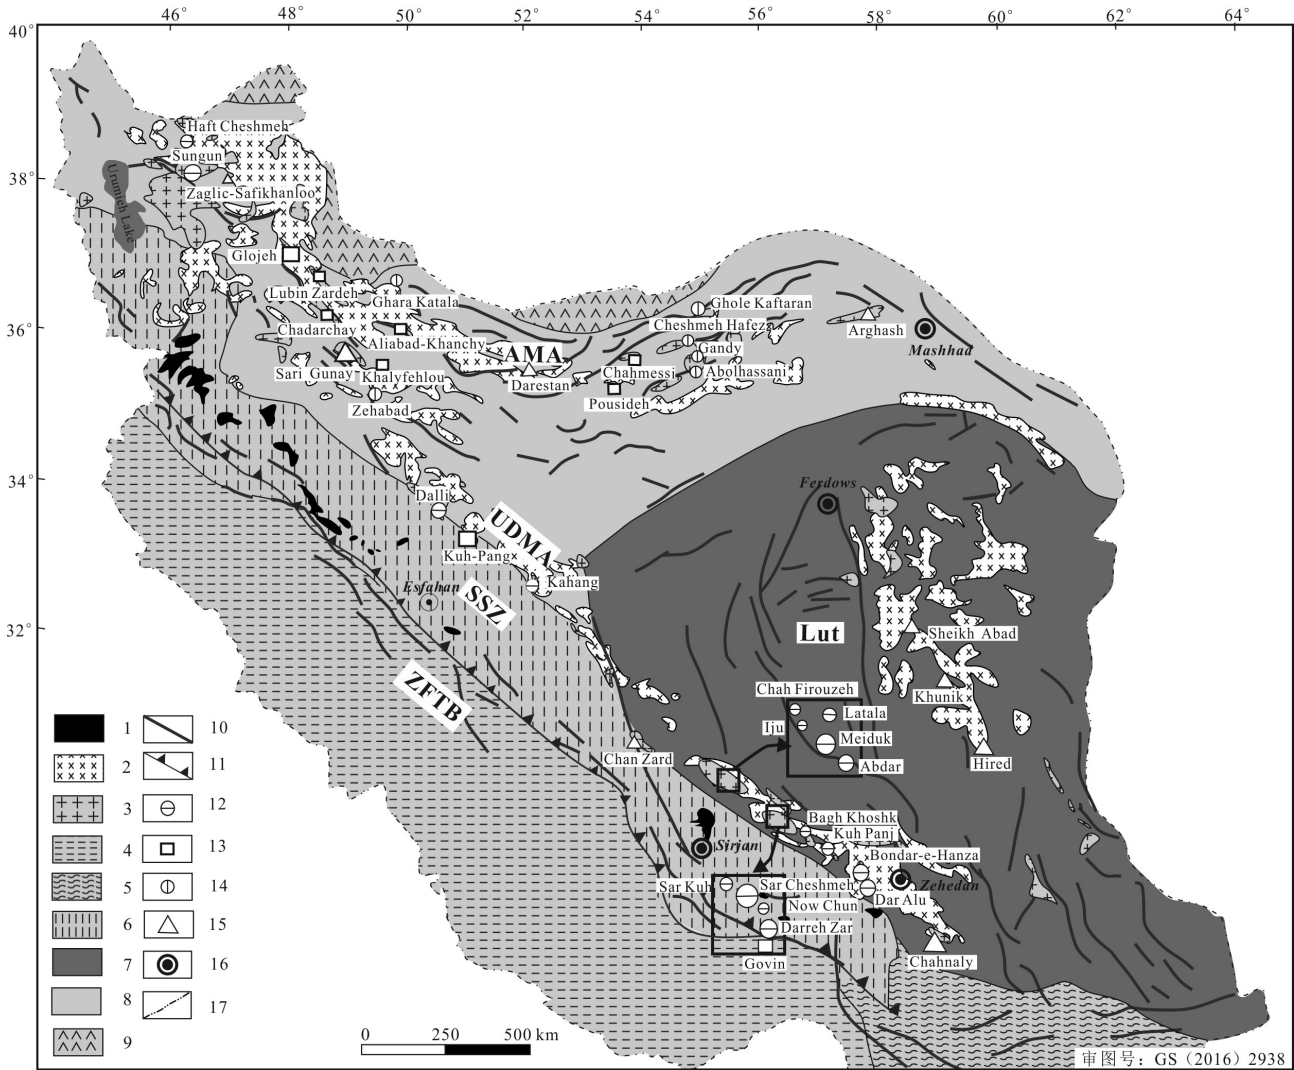 46° 48° 50° 52° 54° 56° 58° 60° 62° 64°
40°
38°
36°
34°
32°
Haft Cheshmeh
Sungun
Zaglic-Safikhanloo
Urumieh Lake
Glojeh
Lubin Zardeh
Ghara Katala
Chadarchay
Aliabad-Khanchy
Sari Gunay
Khalyfehlou
Zehabad
AMA
Darestan
Ghole Kaftaran
Cheshmeh Hafez
Gandy
Chahmessi
Abolhassani
Pousideh
Arghash
Mashhad
Ferdows
Dalli
Kuh-Pang
UDMA
Kahang
Esfahan
SSZ
ZFTB
Lut
Sheikh Abad
Khunik
Hired
Chah Firouzeh
Latala
Iju
Meiduk
Abdar
Chan Zard
Bagh Khoshk
Kuh Panj
Sirjan
Bondar-e-Hanza
Zehedan
Sar Kuh
Sar Cheshmeh
Dar Alu
Now Chun
Darreh Zar
Govin
Chahnaly
1 10
2 11
3 12
4 13
5 14
6 15
7 16
8 17
9
0 250 500 km
审图号：GS（2016）2938